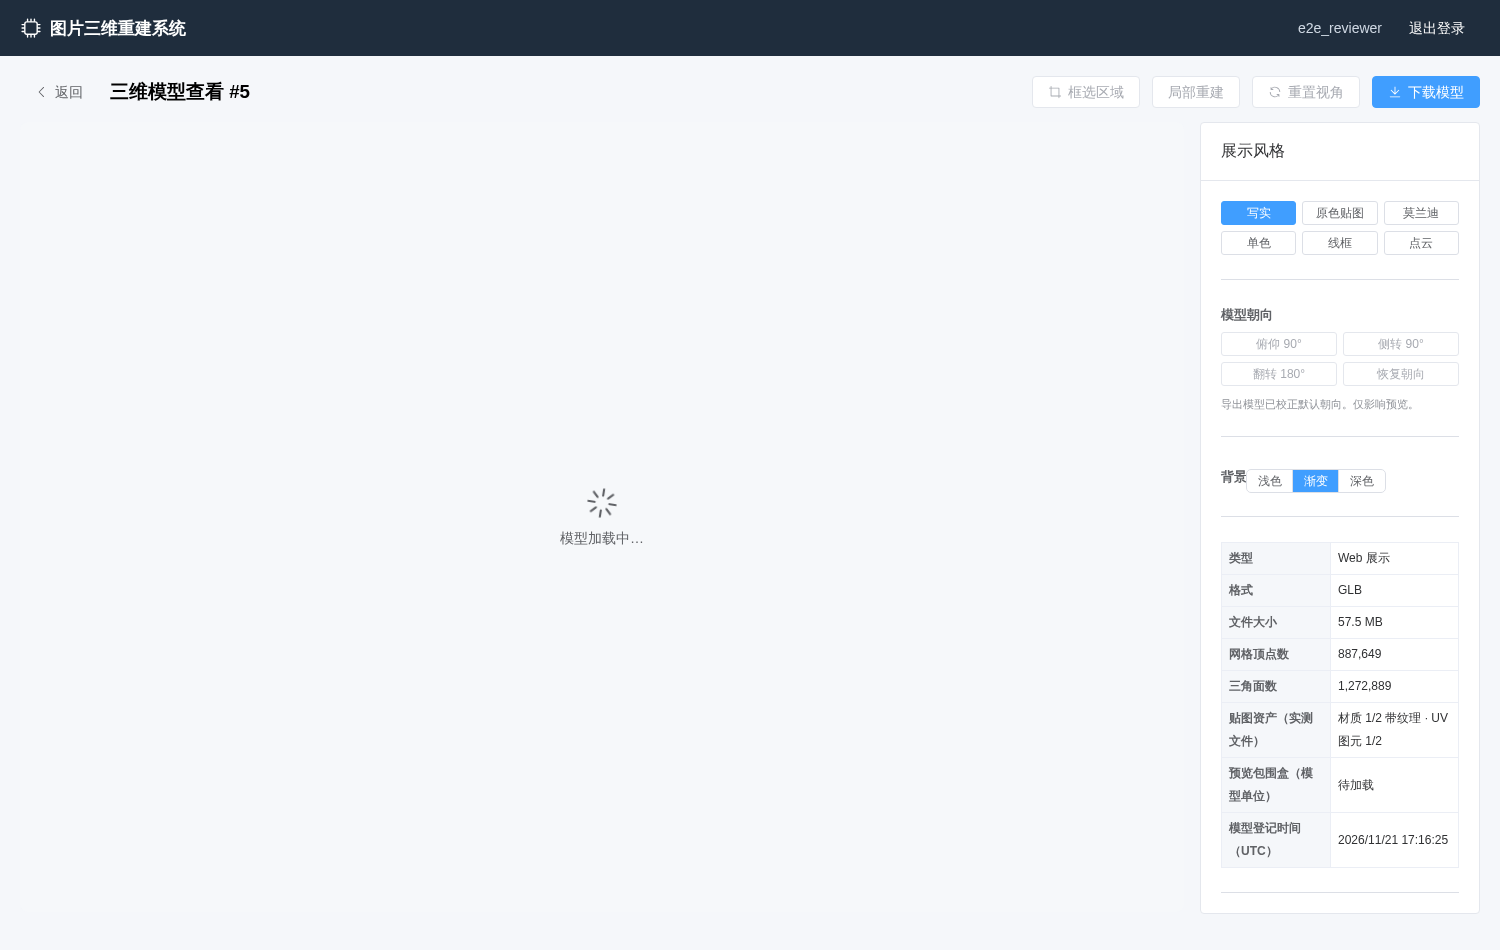 图片三维重建系统
e2e_reviewer
退出登录
返回
三维模型查看 #5
框选区域
局部重建
重置视角
下载模型
模型加载中…
展示风格
写实
原色贴图
莫兰迪
单色
线框
点云
模型朝向
俯仰 90°
侧转 90°
翻转 180°
恢复朝向
导出模型已校正默认朝向。仅影响预览。
背景
浅色
渐变
深色
类型
Web 展示
格式
GLB
文件大小
57.5 MB
网格顶点数
887,649
三角面数
1,272,889
贴图资产（实测
文件）
材质 1/2 带纹理 · UV
图元 1/2
预览包围盒（模
型单位）
待加载
模型登记时间
（UTC）
2026/11/21 17:16:25